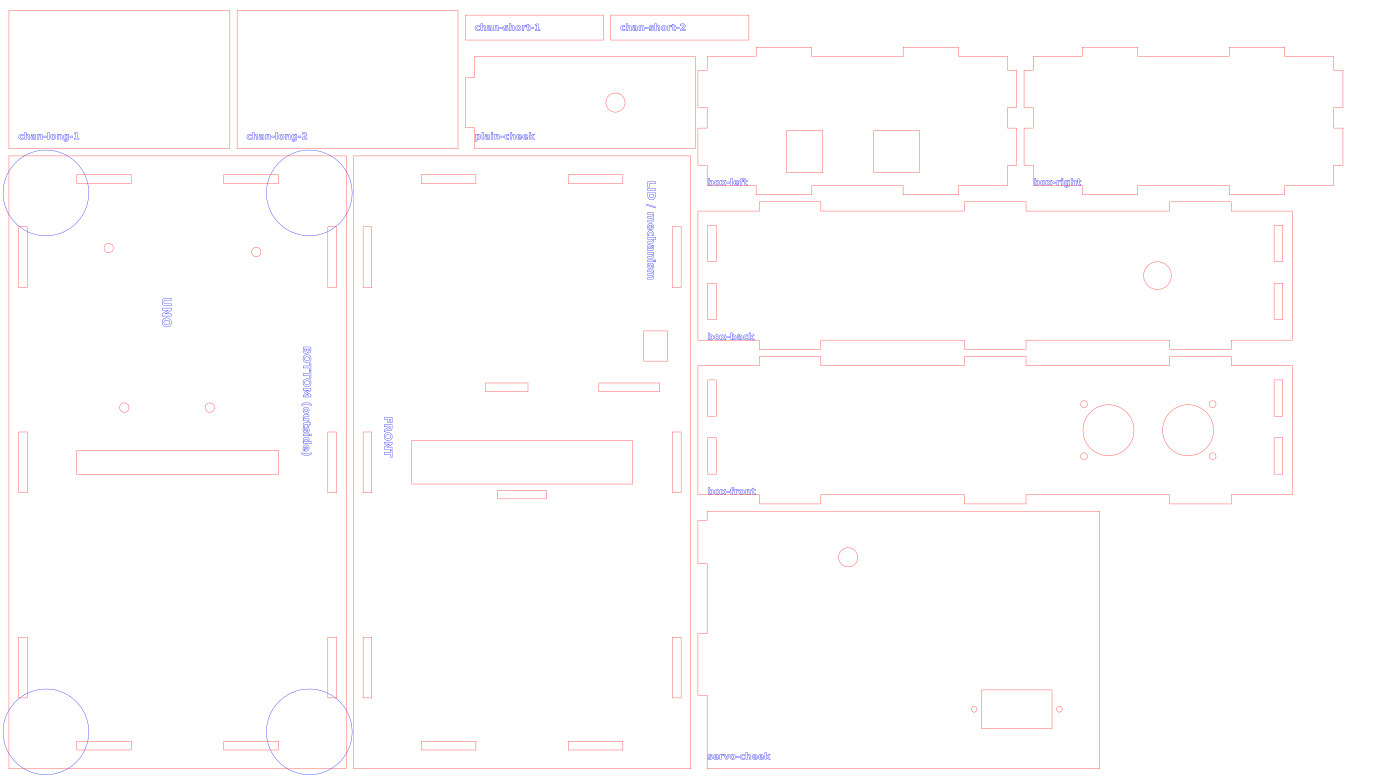 chan-short-1
chan-short-2
chan-long-1
chan-long-2
plain-cheek
box-left
box-right
LID / mechanism
UNO
BOTTOM (outside)
FRONT
box-back
box-front
servo-cheek